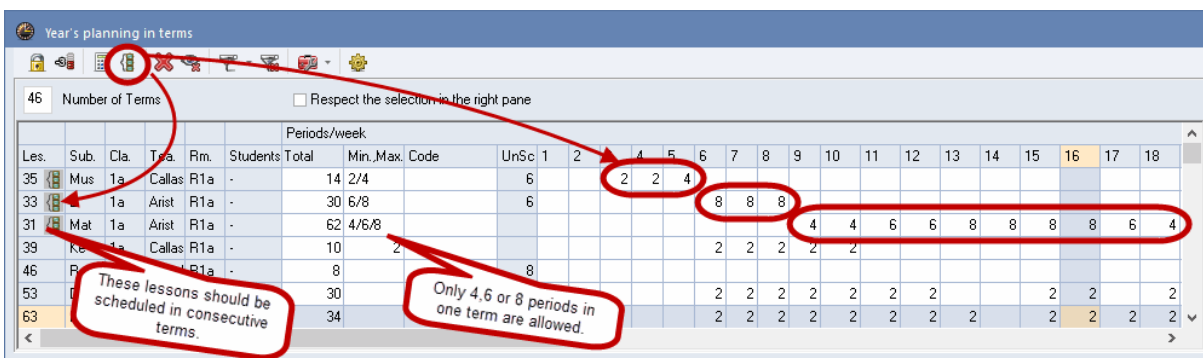 Year's planning in terms
46 Number of Terms Respect the selection in the right pane
Periods/week
Les. Sub. Cla. Tea. Rm. Students Total Min.,Max. Code UnSc 1 2 4 5 6 7 8 9 10 11 12 13 14 15 16 17 18
35 Mus 1a Callas R1a - 14 2/4 6 2 2 4
33 1a Arist R1a - 30 6/8 6 8 8 8
31 Mat 1a Arist R1a - 62 4/6/8 4 4 6 6 8 8 8 8 6 4
39 1a Callas R1a - 10 2 2 2 2 2 2
46 R1a - 8 8
53 30 2 2 2 2 2 2 2 2 2 2
63 34 2 2 2 2 2 2 2 2 2 2 2 2
These lessons should be
scheduled in consecutive
terms.
Only 4,6 or 8 periods in
one term are allowed.